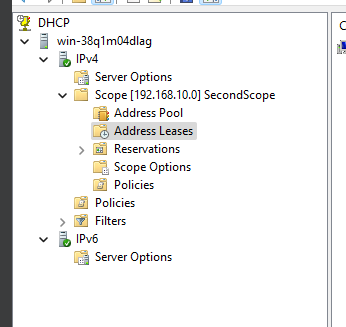 DHCP
win-38q1m04dlag
IPv4
Server Options
Scope [192.168.10.0] SecondScope
Address Pool
Address Leases
Reservations
Scope Options
Policies
Policies
Filters
IPv6
Server Options